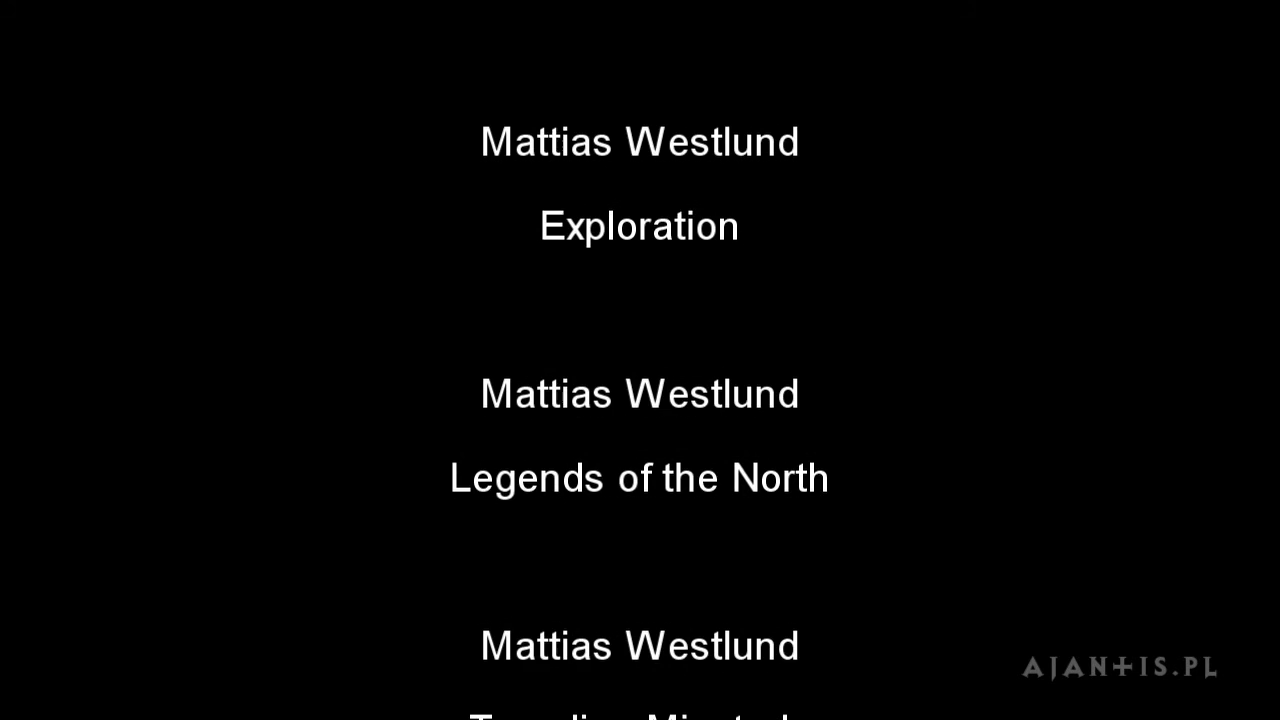 Mattias Westlund
Exploration
Mattias Westlund
Legends of the North
Mattias Westlund
AJANTIS.PL